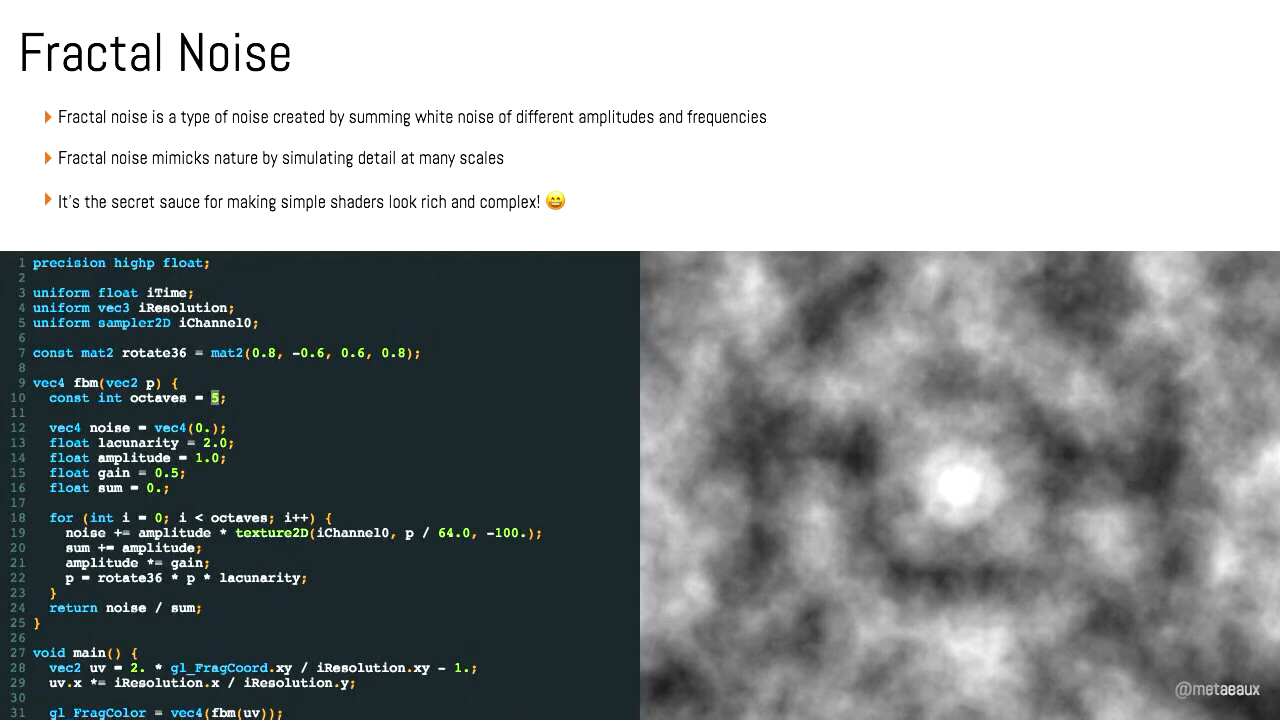 Fractal Noise
Fractal noise is a type of noise created by summing white noise of different amplitudes and frequencies
Fractal noise mimicks nature by simulating detail at many scales
It's the secret sauce for making simple shaders look rich and complex! 😄
1 precision highp float;
2
3 uniform float iTime;
4 uniform vec3 iResolution;
5 uniform sampler2D iChannel0;
6
7 const mat2 rotate36 = mat2(0.8, -0.6, 0.6, 0.8);
8
9 vec4 fbm(vec2 p) {
10   const int octaves = 5;
11
12   vec4 noise = vec4(0.);
13   float lacunarity = 2.0;
14   float amplitude = 1.0;
15   float gain = 0.5;
16   float sum = 0.;
17
18   for (int i = 0; i < octaves; i++) {
19     noise += amplitude * texture2D(iChannel0, p / 64.0, -100.);
20     sum += amplitude;
21     amplitude *= gain;
22     p = rotate36 * p * lacunarity;
23   }
24   return noise / sum;
25 }
26
27 void main() {
28   vec2 uv = 2. * gl_FragCoord.xy / iResolution.xy - 1.;
29   uv.x *= iResolution.x / iResolution.y;
30
31   gl_FragColor = vec4(fbm(uv));
@metaeaux